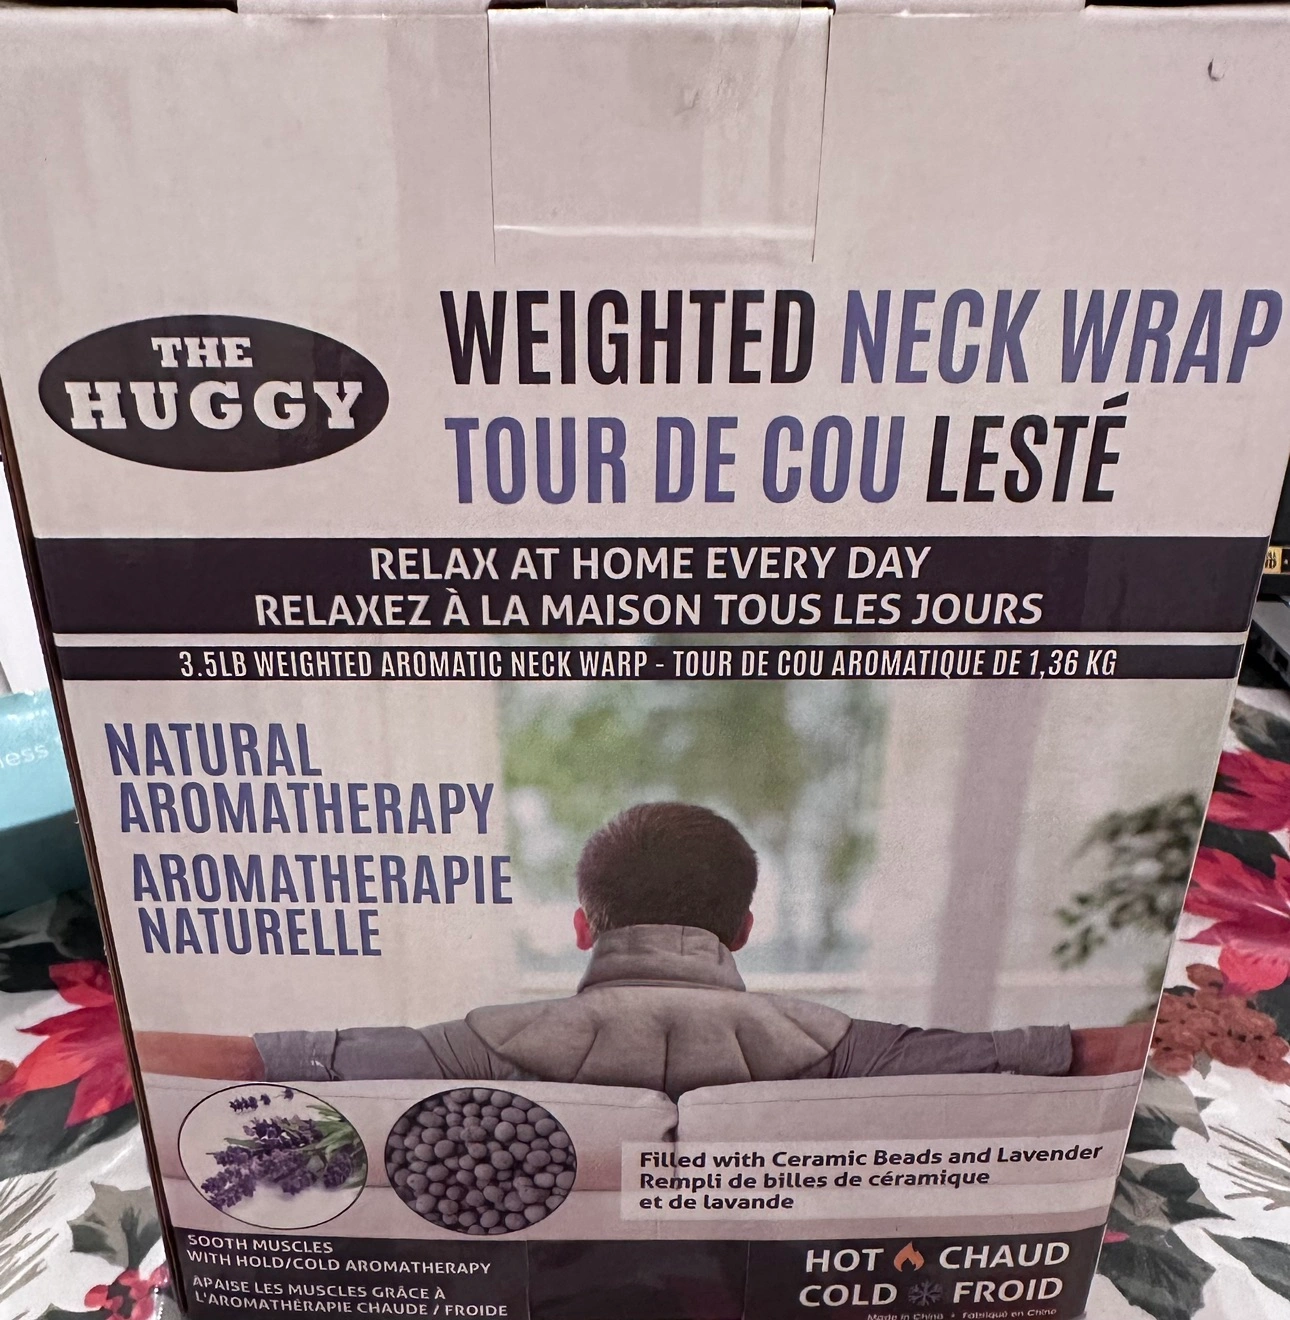 THE
HUGGY
WEIGHTED NECK WRAP
TOUR DE COU LESTÉ
RELAX AT HOME EVERY DAY
RELAXEZ À LA MAISON TOUS LES JOURS
3.5LB WEIGHTED AROMATIC NECK WARP - TOUR DE COU AROMATIQUE DE 1,36 KG
NATURAL
AROMATHERAPY
AROMATHERAPIE
NATURELLE
Filled with Ceramic Beads and Lavender
Rempli de billes de céramique
et de lavande
SOOTH MUSCLES
WITH HOLD/COLD AROMATHERAPY
APAISE LES MUSCLES GRÂCE À
L'AROMATHÉRAPIE CHAUDE / FROIDE
HOT CHAUD
COLD FROID
Made in China • Fabriqué en Chine